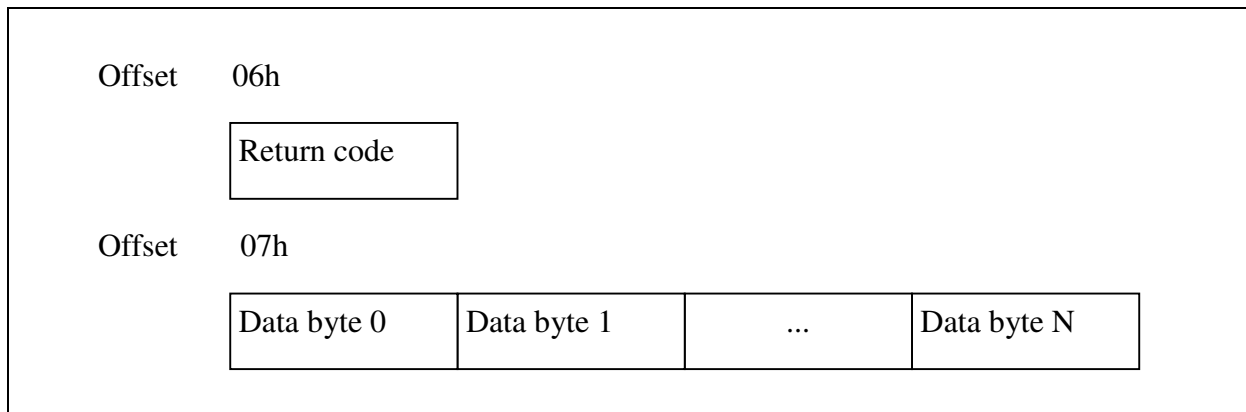 Offset 06h
Return code
Offset 07h
Data byte 0 Data byte 1 ... Data byte N